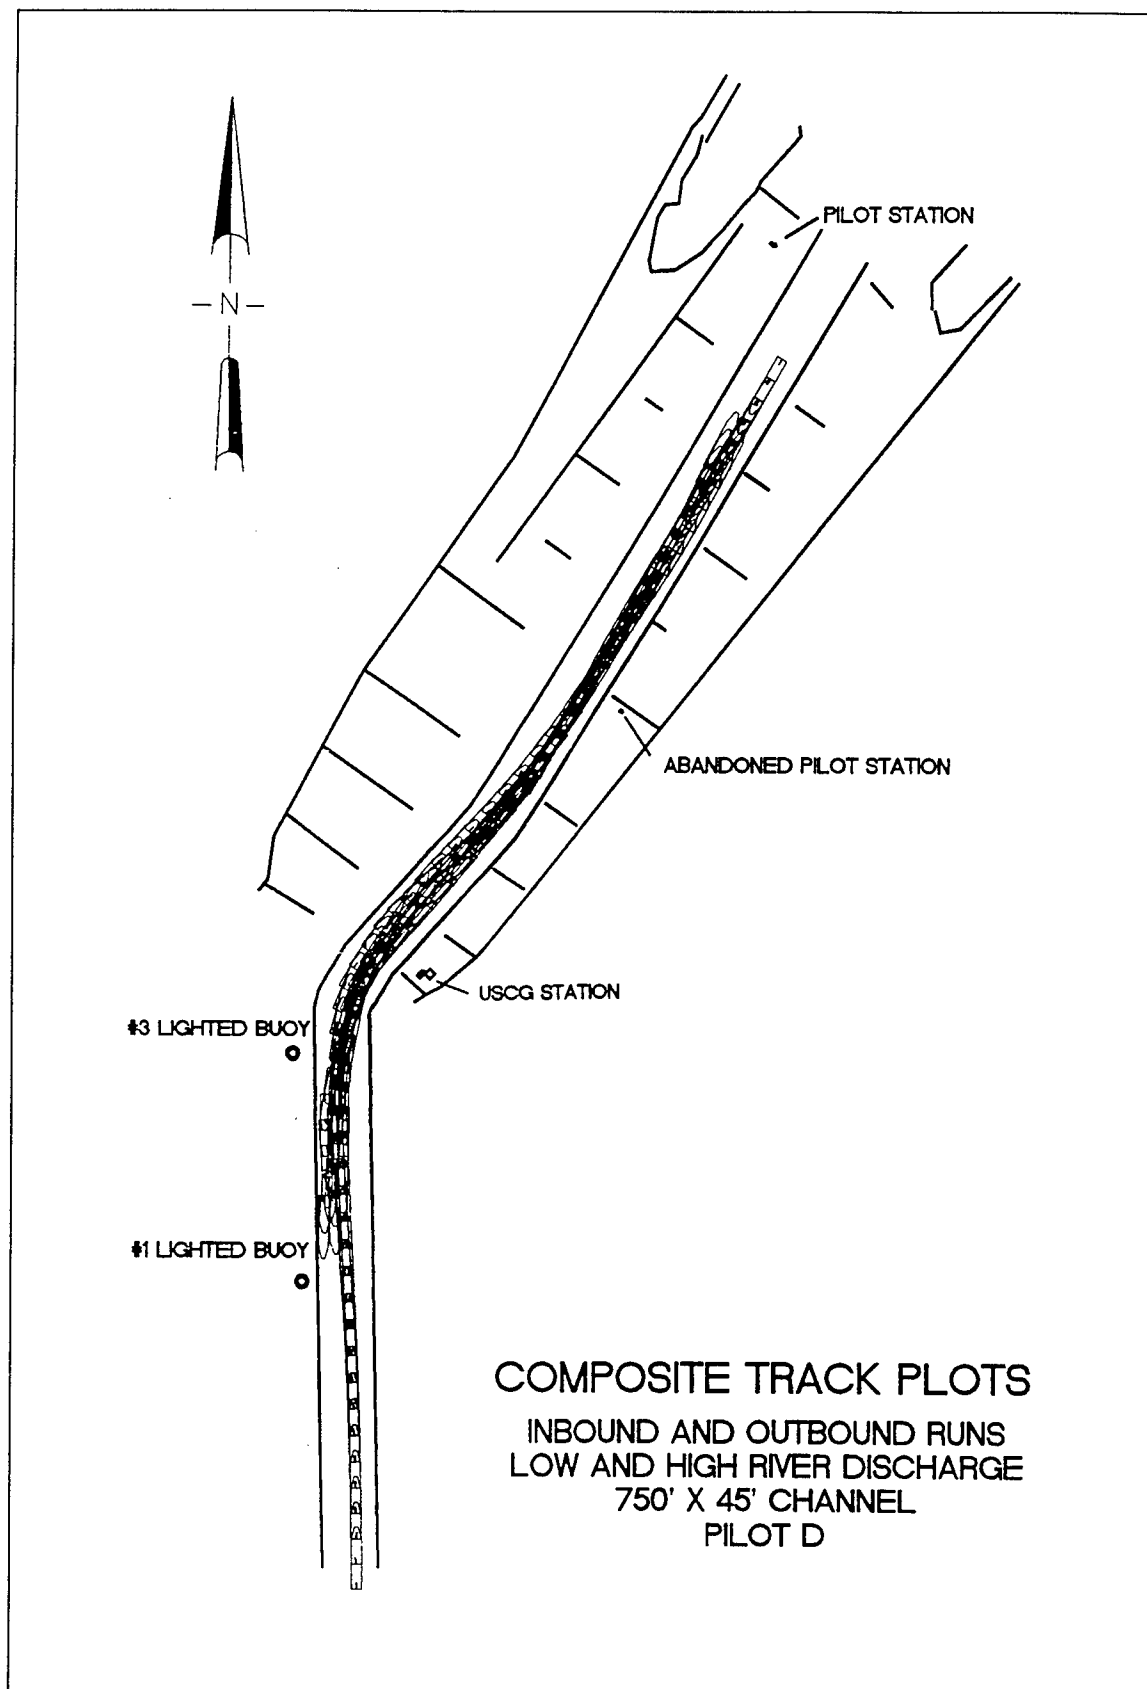 PILOT STATION
- N -
ABANDONED PILOT STATION
USCG STATION
#3 LIGHTED BUOY
#1 LIGHTED BUOY
COMPOSITE TRACK PLOTS
INBOUND AND OUTBOUND RUNS
LOW AND HIGH RIVER DISCHARGE
750' X 45' CHANNEL
PILOT D